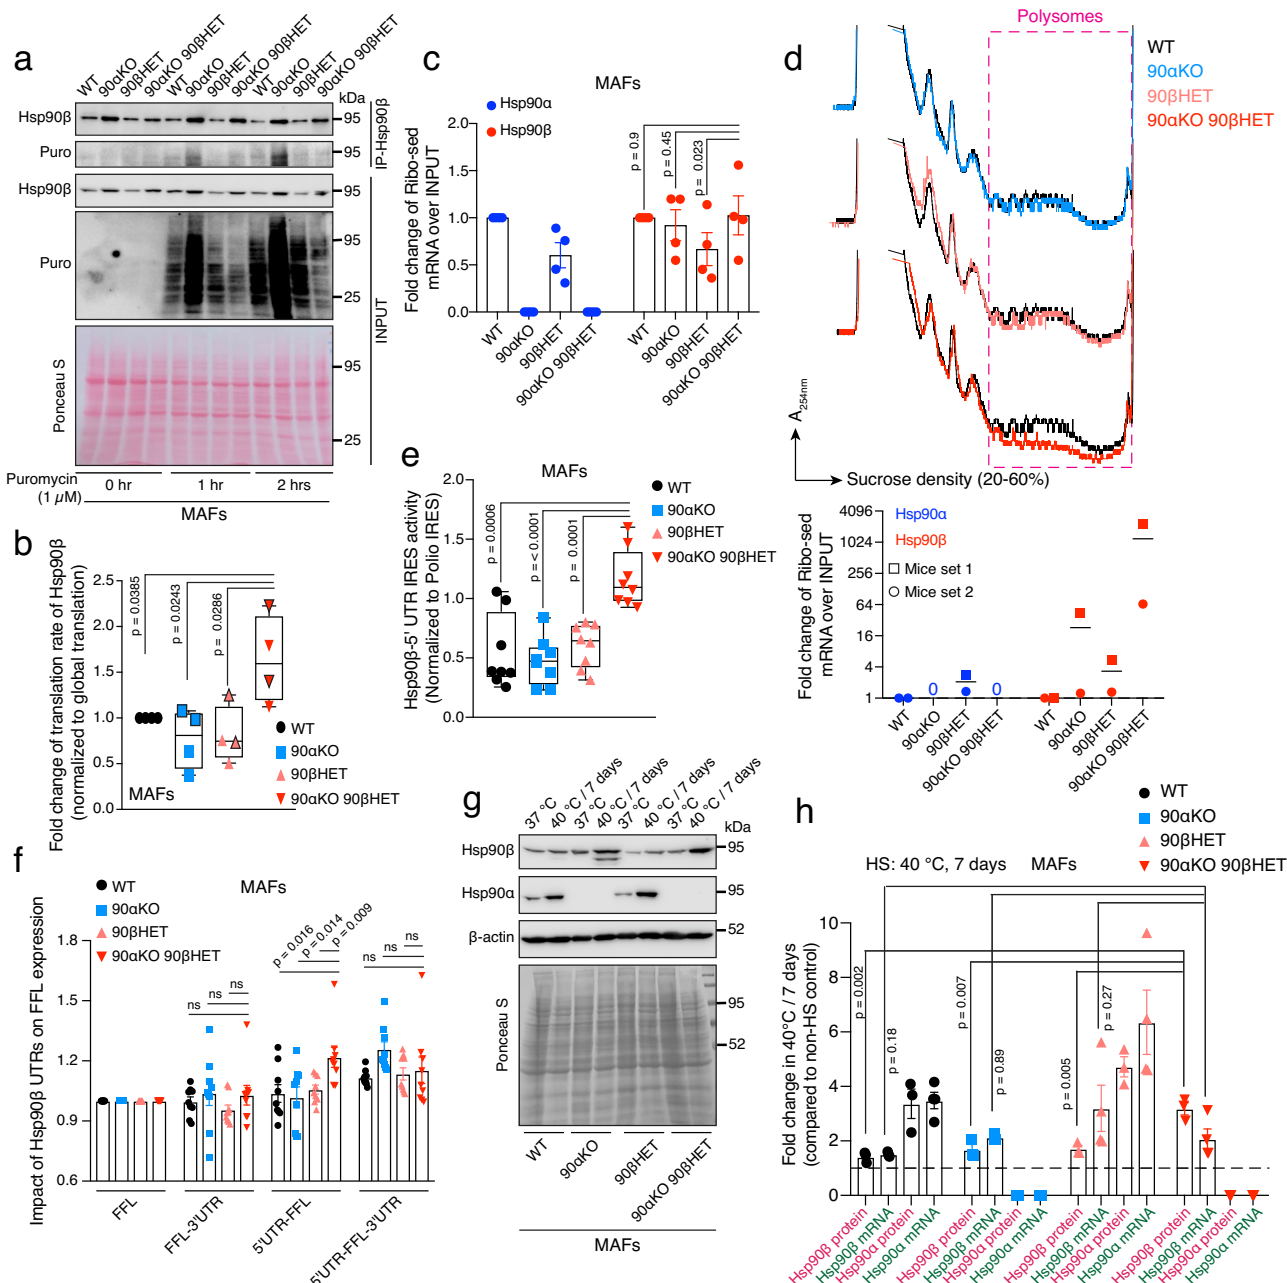 a
WT
90αKO
90βHET
90αKO 90βHET
WT
90αKO
90βHET
90αKO 90βHET
WT
90αKO
90βHET
90αKO 90βHET
kDa
Hsp90β
95
Puro
95
IP-Hsp90β
Hsp90β
95
Puro
95
25
INPUT
Ponceau S
95
25
Puromycin
(1 µM)
0 hr
1 hr
2 hrs
MAFs
b
Fold change of translation rate of Hsp90β
(normalized to global translation)
2.5
2.0
1.5
1.0
0.5
0.0
p = 0.0385
p = 0.0243
p = 0.0286
MAFs
WT
90αKO
90βHET
90αKO 90βHET
c
MAFs
Hsp90α
Hsp90β
Fold change of Ribo-sed
mRNA over INPUT
2.0
1.5
1.0
0.5
0.0
p = 0.9
p = 0.45
p = 0.023
WT
90αKO
90βHET
90αKO 90βHET
WT
90αKO
90βHET
90αKO 90βHET
d
Polysomes
WT
90αKO
90βHET
90αKO 90βHET
A254nm
Sucrose density (20-60%)
Fold change of Ribo-sed
mRNA over INPUT
4096
1024
256
64
16
4
1
Hsp90α
Hsp90β
Mice set 1
Mice set 2
0
0
WT
90αKO
90βHET
90αKO 90βHET
WT
90αKO
90βHET
90αKO 90βHET
e
MAFs
Hsp90β-5' UTR IRES activity
(Normalized to Polio IRES)
2.0
1.5
1.0
0.5
0.0
p = 0.0006
p = < 0.0001
p = 0.0001
WT
90αKO
90βHET
90αKO 90βHET
f
MAFs
WT
90αKO
90βHET
90αKO 90βHET
Impact of Hsp90β UTRs on FFL expression
1.8
1.5
1.2
0.9
0.6
ns
ns
ns
p = 0.016
p = 0.014
p = 0.009
ns
ns
ns
FFL
FFL-3'UTR
5'UTR-FFL
5'UTR-FFL-3'UTR
g
37 °C
40 °C / 7 days
37 °C
40 °C / 7 days
37 °C
40 °C / 7 days
37 °C
40 °C / 7 days
kDa
Hsp90β
95
Hsp90α
95
β-actin
52
Ponceau S
95
52
WT
90αKO
90βHET
90αKO 90βHET
MAFs
h
WT
90αKO
90βHET
90αKO 90βHET
HS: 40 °C, 7 days
MAFs
Fold change in 40°C / 7 days
(compared to non-HS control)
10
8
6
4
2
0
p = 0.002
p = 0.18
p = 0.007
p = 0.89
p = 0.005
p = 0.27
Hsp90β protein
Hsp90β mRNA
Hsp90α protein
Hsp90α mRNA
Hsp90β protein
Hsp90β mRNA
Hsp90α protein
Hsp90α mRNA
Hsp90β protein
Hsp90β mRNA
Hsp90α protein
Hsp90α mRNA
Hsp90β protein
Hsp90β mRNA
Hsp90α protein
Hsp90α mRNA